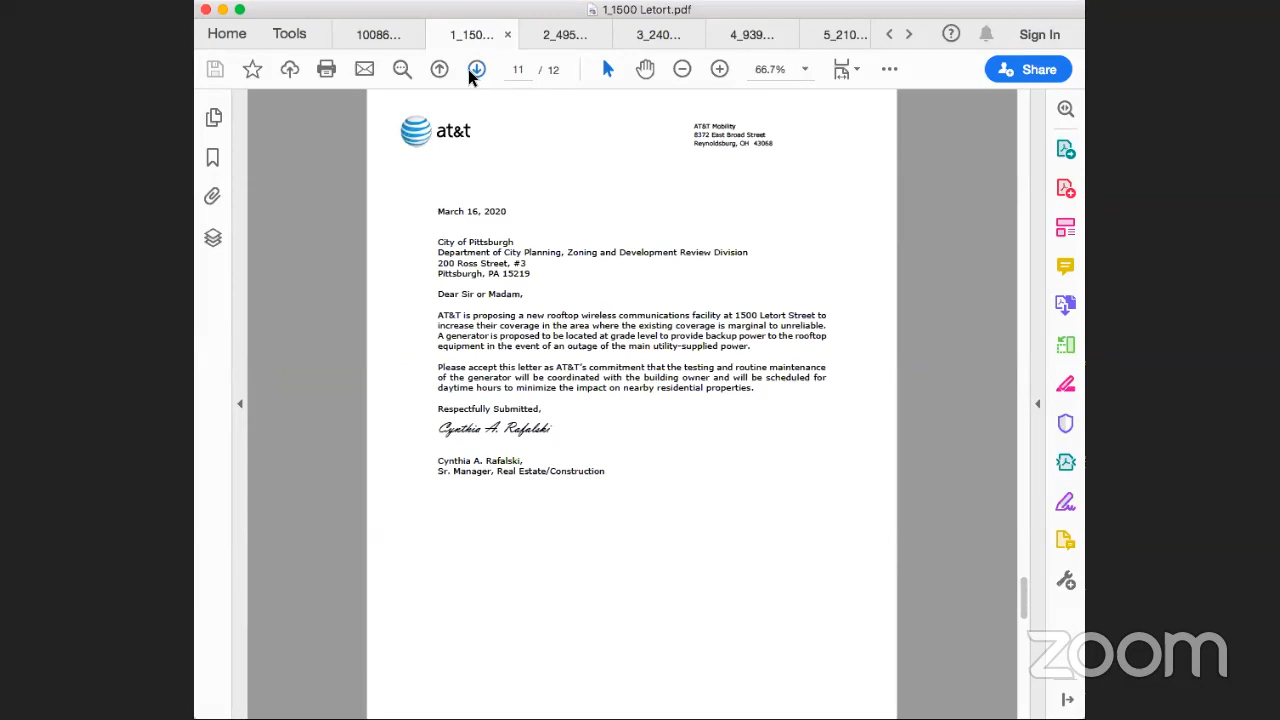 1_1500 Letort.pdf
Home Tools 10086... 1_150... × 2_495... 3_240... 4_939... 5_210... Sign In
11 / 12 66.7% Share
at&t
AT&T Mobility
8372 East Broad Street
Reynoldsburg, OH 43068
March 16, 2020
City of Pittsburgh
Department of City Planning, Zoning and Development Review Division
200 Ross Street, #3
Pittsburgh, PA 15219
Dear Sir or Madam,
AT&T is proposing a new rooftop wireless communications facility at 1500 Letort Street to
increase their coverage in the area where the existing coverage is marginal to unreliable.
A generator is proposed to be located at grade level to provide backup power to the rooftop
equipment in the event of an outage of the main utility-supplied power.
Please accept this letter as AT&T's commitment that the testing and routine maintenance
of the generator will be coordinated with the building owner and will be scheduled for
daytime hours to minimize the impact on nearby residential properties.
Respectfully Submitted,
Cynthia A. Rafalski
Cynthia A. Rafalski,
Sr. Manager, Real Estate/Construction
zoom